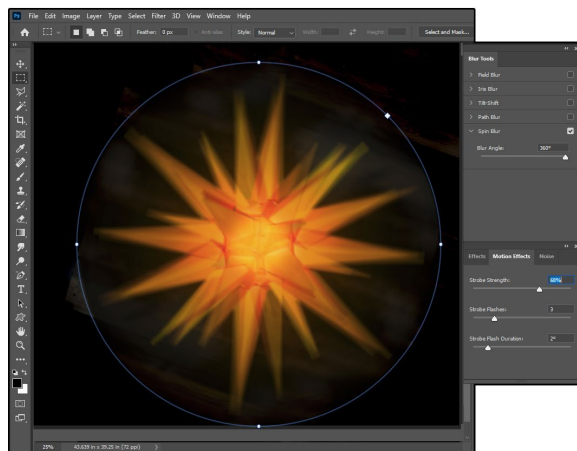 Ps File Edit Image Layer Type Select Filter 3D View Window Help
Feather: 0 px Anti-alias Style: Normal Width: Height: Select and Mask...
Blur Tools
Field Blur
Iris Blur
Tilt-Shift
Path Blur
Spin Blur
Blur Angle: 360°
Effects Motion Effects Noise
Strobe Strength: 60%
Strobe Flashes: 3
Strobe Flash Duration: 2°
25% 43.639 in x 39.25 in (72 ppi)